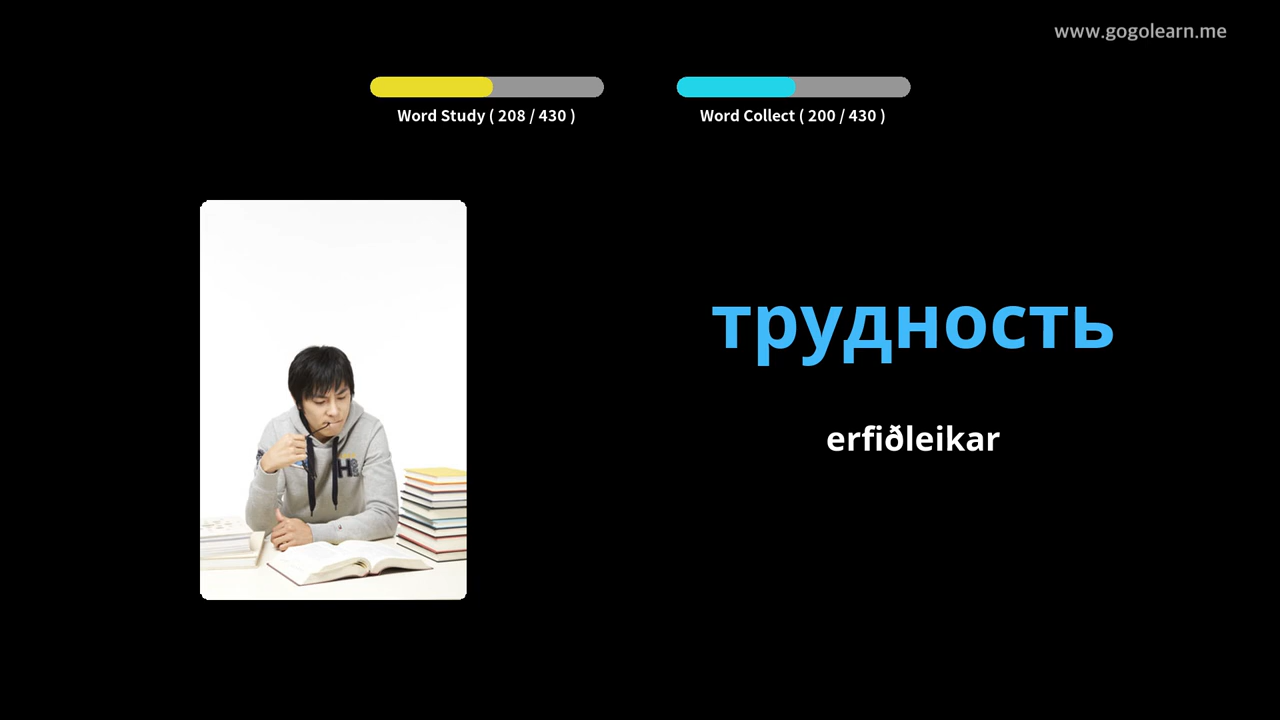 www.gogolearn.me
Word Study ( 208 / 430 )
Word Collect ( 200 / 430 )
трудность
erfiðleikar